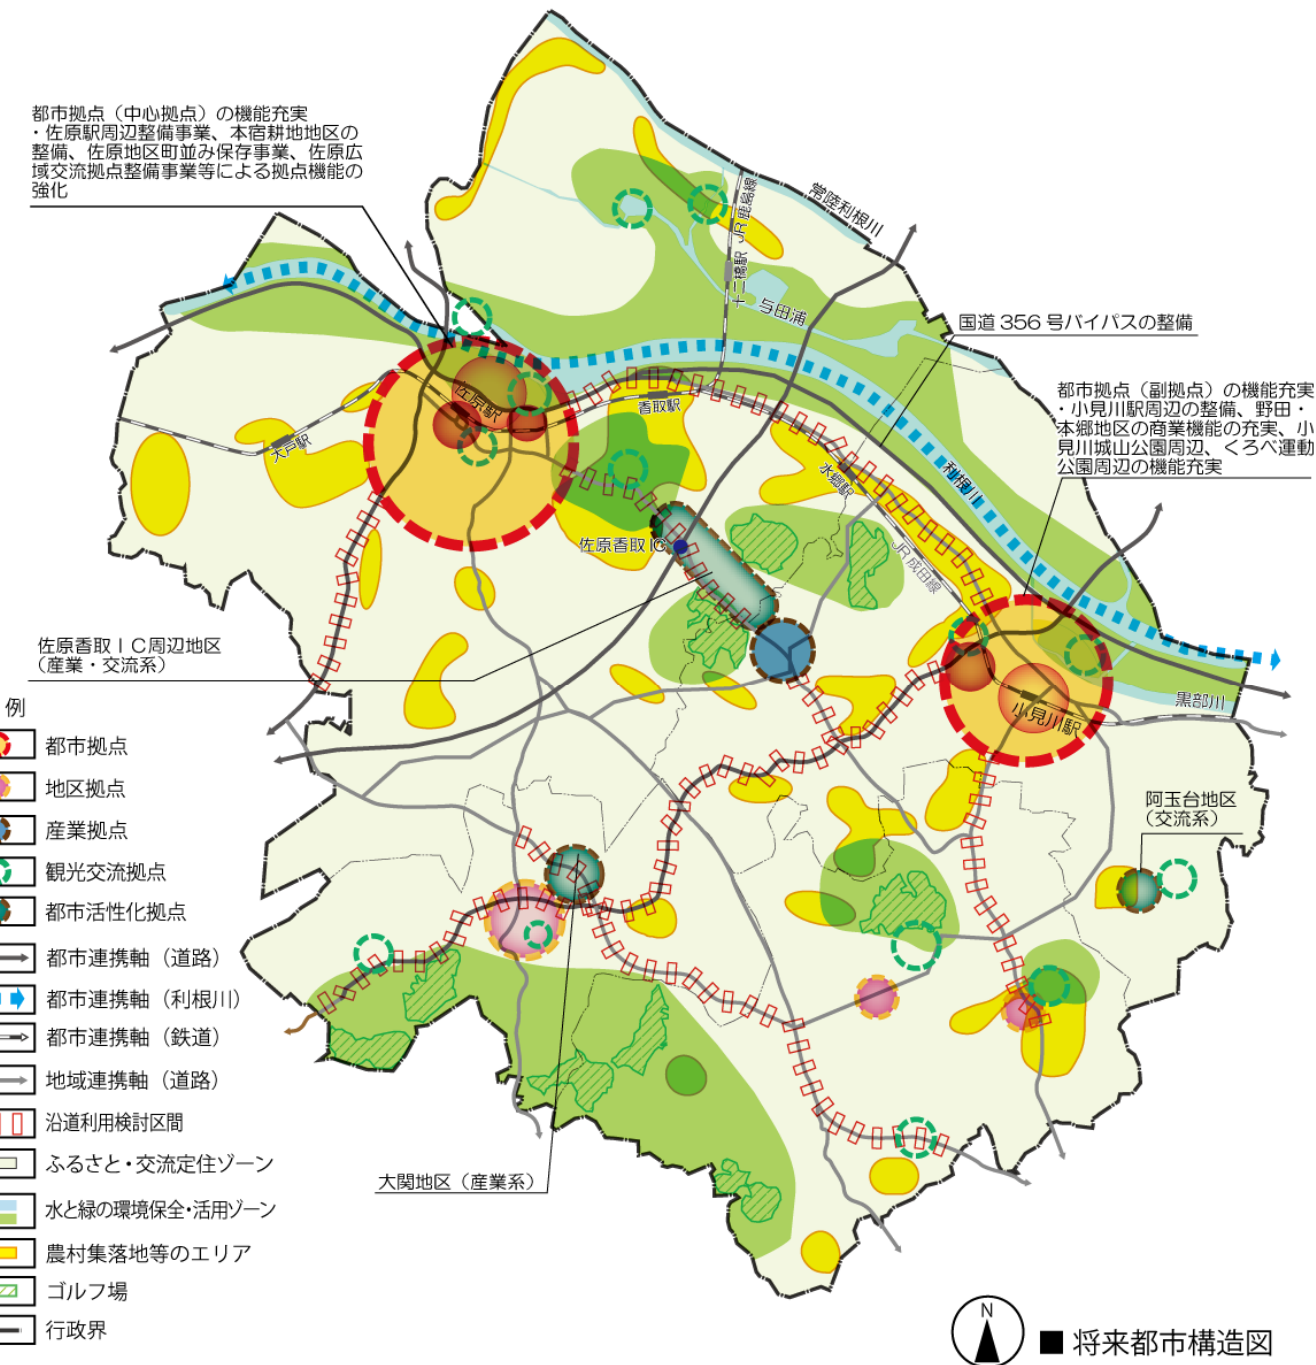 都市拠点（中心拠点）の機能充実
・佐原駅周辺整備事業、本宿耕地地区の
整備、佐原地区町並み保存事業、佐原広
域交流拠点整備事業等による拠点機能の
強化
常陸利根川
JR鹿島線
十二橋駅
与田浦
国道356号バイパスの整備
都市拠点（副拠点）の機能充実
・小見川駅周辺の整備、野田・
本郷地区の商業機能の充実、小
見川城山公園周辺、くろべ運動
公園周辺の機能充実
佐原駅
香取駅
大戸駅
水郷駅
利根川
JR成田線
佐原香取IC
佐原香取ＩＣ周辺地区
（産業・交流系）
小見川駅
黒部川
阿玉台地区
（交流系）
大関地区（産業系）
例
都市拠点
地区拠点
産業拠点
観光交流拠点
都市活性化拠点
都市連携軸（道路）
都市連携軸（利根川）
都市連携軸（鉄道）
地域連携軸（道路）
沿道利用検討区間
ふるさと・交流定住ゾーン
水と緑の環境保全・活用ゾーン
農村集落地等のエリア
ゴルフ場
行政界
N
■ 将来都市構造図